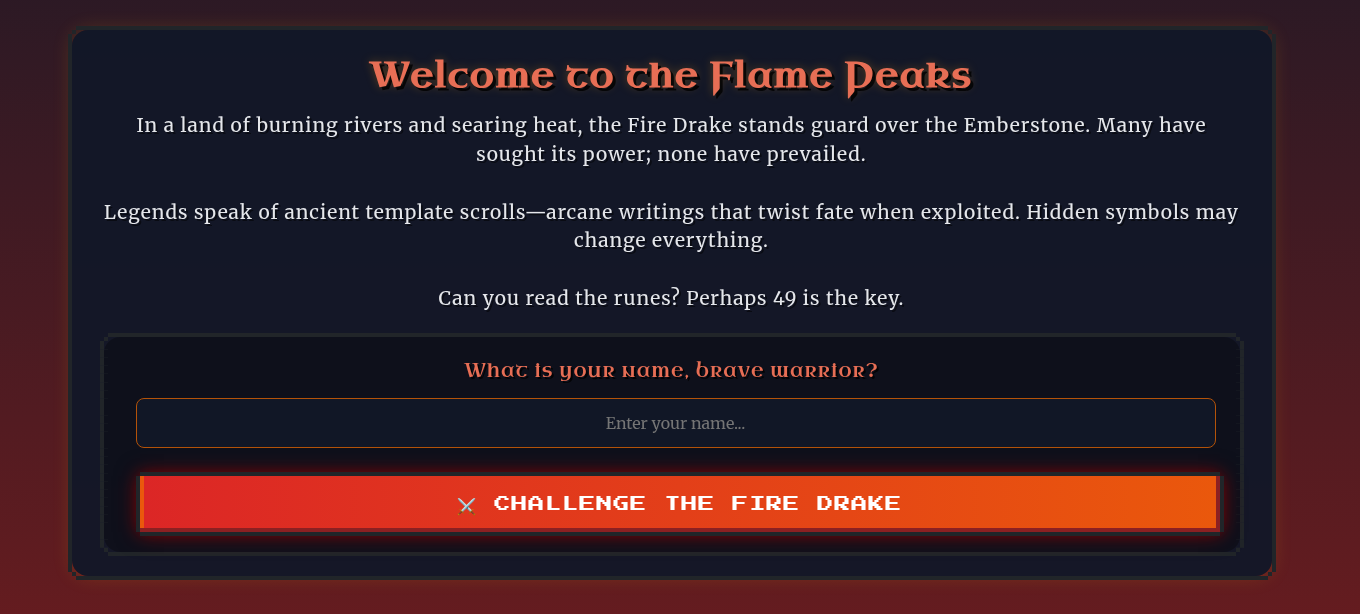 Welcome to the Flame Peaks
In a land of burning rivers and searing heat, the Fire Drake stands guard over the Emberstone. Many have
sought its power; none have prevailed.
Legends speak of ancient template scrolls—arcane writings that twist fate when exploited. Hidden symbols may
change everything.
Can you read the runes? Perhaps 49 is the key.
What is your name, brave warrior?
Enter your name...
⚔ CHALLENGE THE FIRE DRAKE